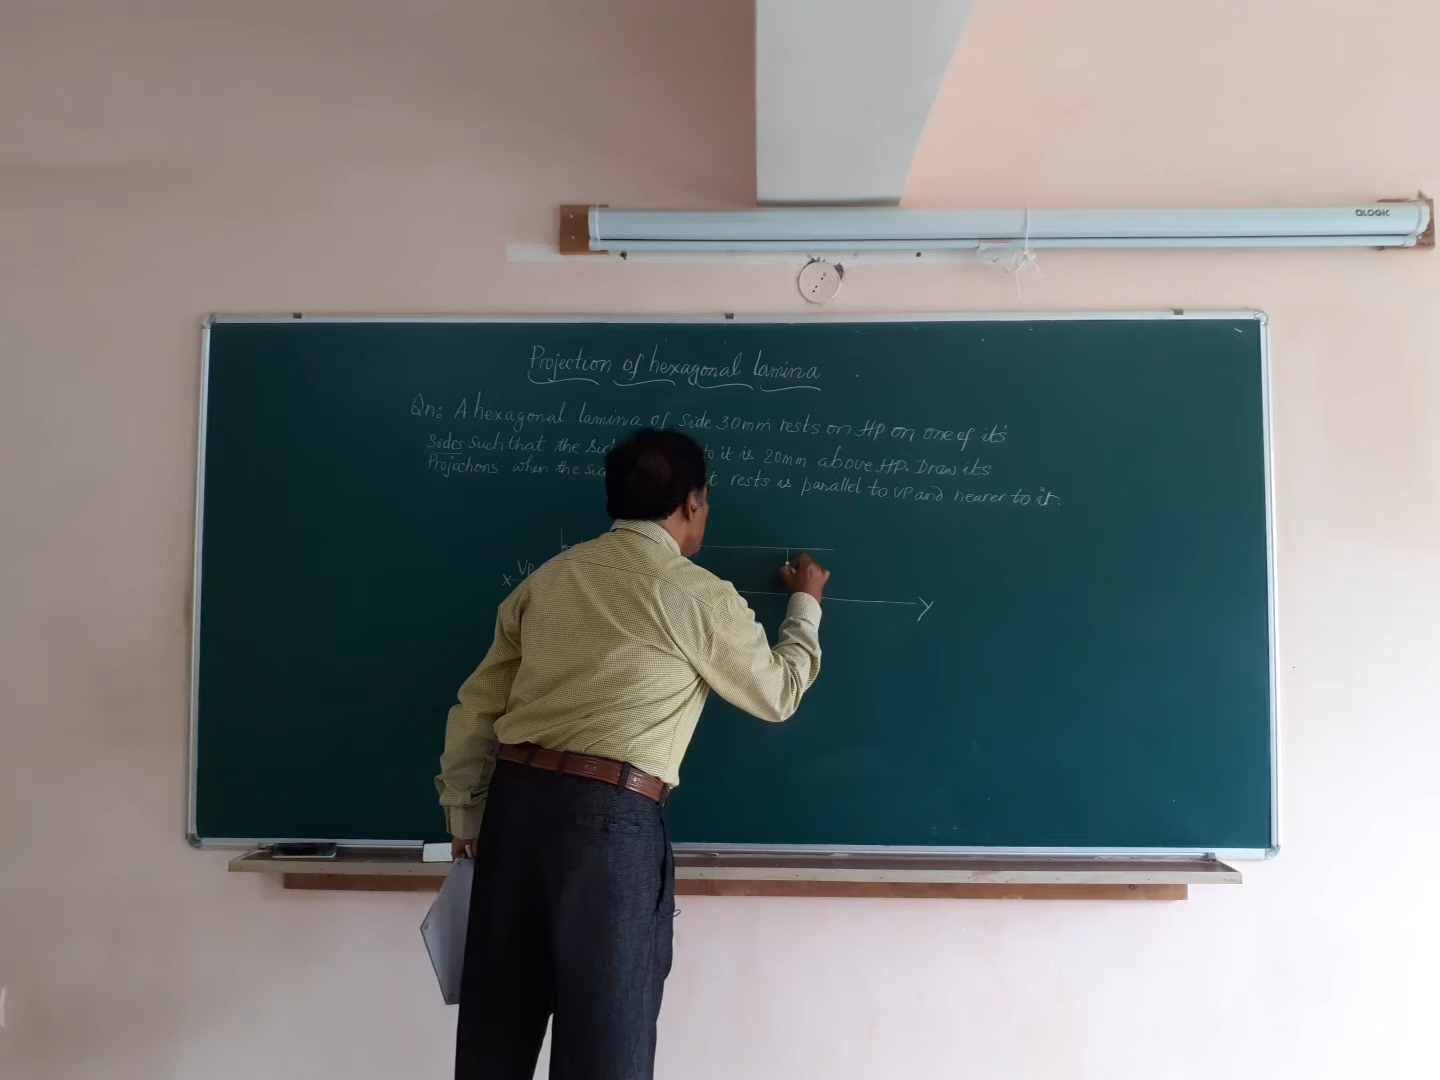 QLOGIC
Projection of hexagonal lamina
Qn: A hexagonal lamina of side 30mm rests on HP on one of it's
sides such that the to it is 20mm above HP. Draw its
Projections when the rests is parallel to VP and nearer to it.
VP
X Y